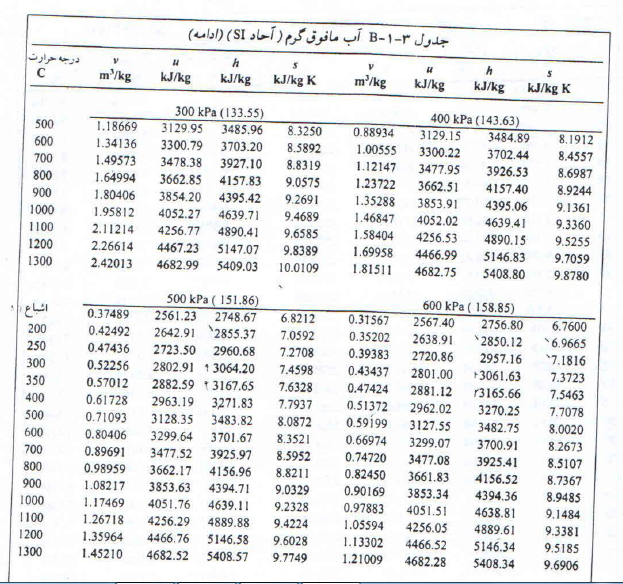 جدول B-۱-۳ آب مافوق گرم ( آحاد SI) (ادامه)
درجه حرارت v u h s v u h s
C m³/kg kJ/kg kJ/kg kJ/kg K m³/kg kJ/kg kJ/kg kJ/kg K
300 kPa (133.55) 400 kPa (143.63)
500 1.18669 3129.95 3485.96 8.3250 0.88934 3129.15 3484.89 8.1912
600 1.34136 3300.79 3703.20 8.5892 1.00555 3300.22 3702.44 8.4557
700 1.49573 3478.38 3927.10 8.8319 1.12147 3477.95 3926.53 8.6987
800 1.64994 3662.85 4157.83 9.0575 1.23722 3662.51 4157.40 8.9244
900 1.80406 3854.20 4395.42 9.2691 1.35288 3853.91 4395.06 9.1361
1000 1.95812 4052.27 4639.71 9.4689 1.46847 4052.02 4639.41 9.3360
1100 2.11214 4256.77 4890.41 9.6585 1.58404 4256.53 4890.15 9.5255
1200 2.26614 4467.23 5147.07 9.8389 1.69958 4466.99 5146.83 9.7059
1300 2.42013 4682.99 5409.03 10.0109 1.81511 4682.75 5408.80 9.8780
500 kPa ( 151.86) 600 kPa ( 158.85)
اشباع 0.37489 2561.23 2748.67 6.8212 0.31567 2567.40 2756.80 6.7600
200 0.42492 2642.91 2855.37 7.0592 0.35202 2638.91 2850.12 6.9665
250 0.47436 2723.50 2960.68 7.2708 0.39383 2720.86 2957.16 7.1816
300 0.52256 2802.91 3064.20 7.4598 0.43437 2801.00 3061.63 7.3723
350 0.57012 2882.59 3167.65 7.6328 0.47424 2881.12 3165.66 7.5463
400 0.61728 2963.19 3271.83 7.7937 0.51372 2962.02 3270.25 7.7078
500 0.71093 3128.35 3483.82 8.0872 0.59199 3127.55 3482.75 8.0020
600 0.80406 3299.64 3701.67 8.3521 0.66974 3299.07 3700.91 8.2673
700 0.89691 3477.52 3925.97 8.5952 0.74720 3477.08 3925.41 8.5107
800 0.98959 3662.17 4156.96 8.8211 0.82450 3661.83 4156.52 8.7367
900 1.08217 3853.63 4394.71 9.0329 0.90169 3853.34 4394.36 8.9485
1000 1.17469 4051.76 4639.11 9.2328 0.97883 4051.51 4638.81 9.1484
1100 1.26718 4256.29 4889.88 9.4224 1.05594 4256.05 4889.61 9.3381
1200 1.35964 4466.76 5146.58 9.6028 1.13302 4466.52 5146.34 9.5185
1300 1.45210 4682.52 5408.57 9.7749 1.21009 4682.28 5408.34 9.6906